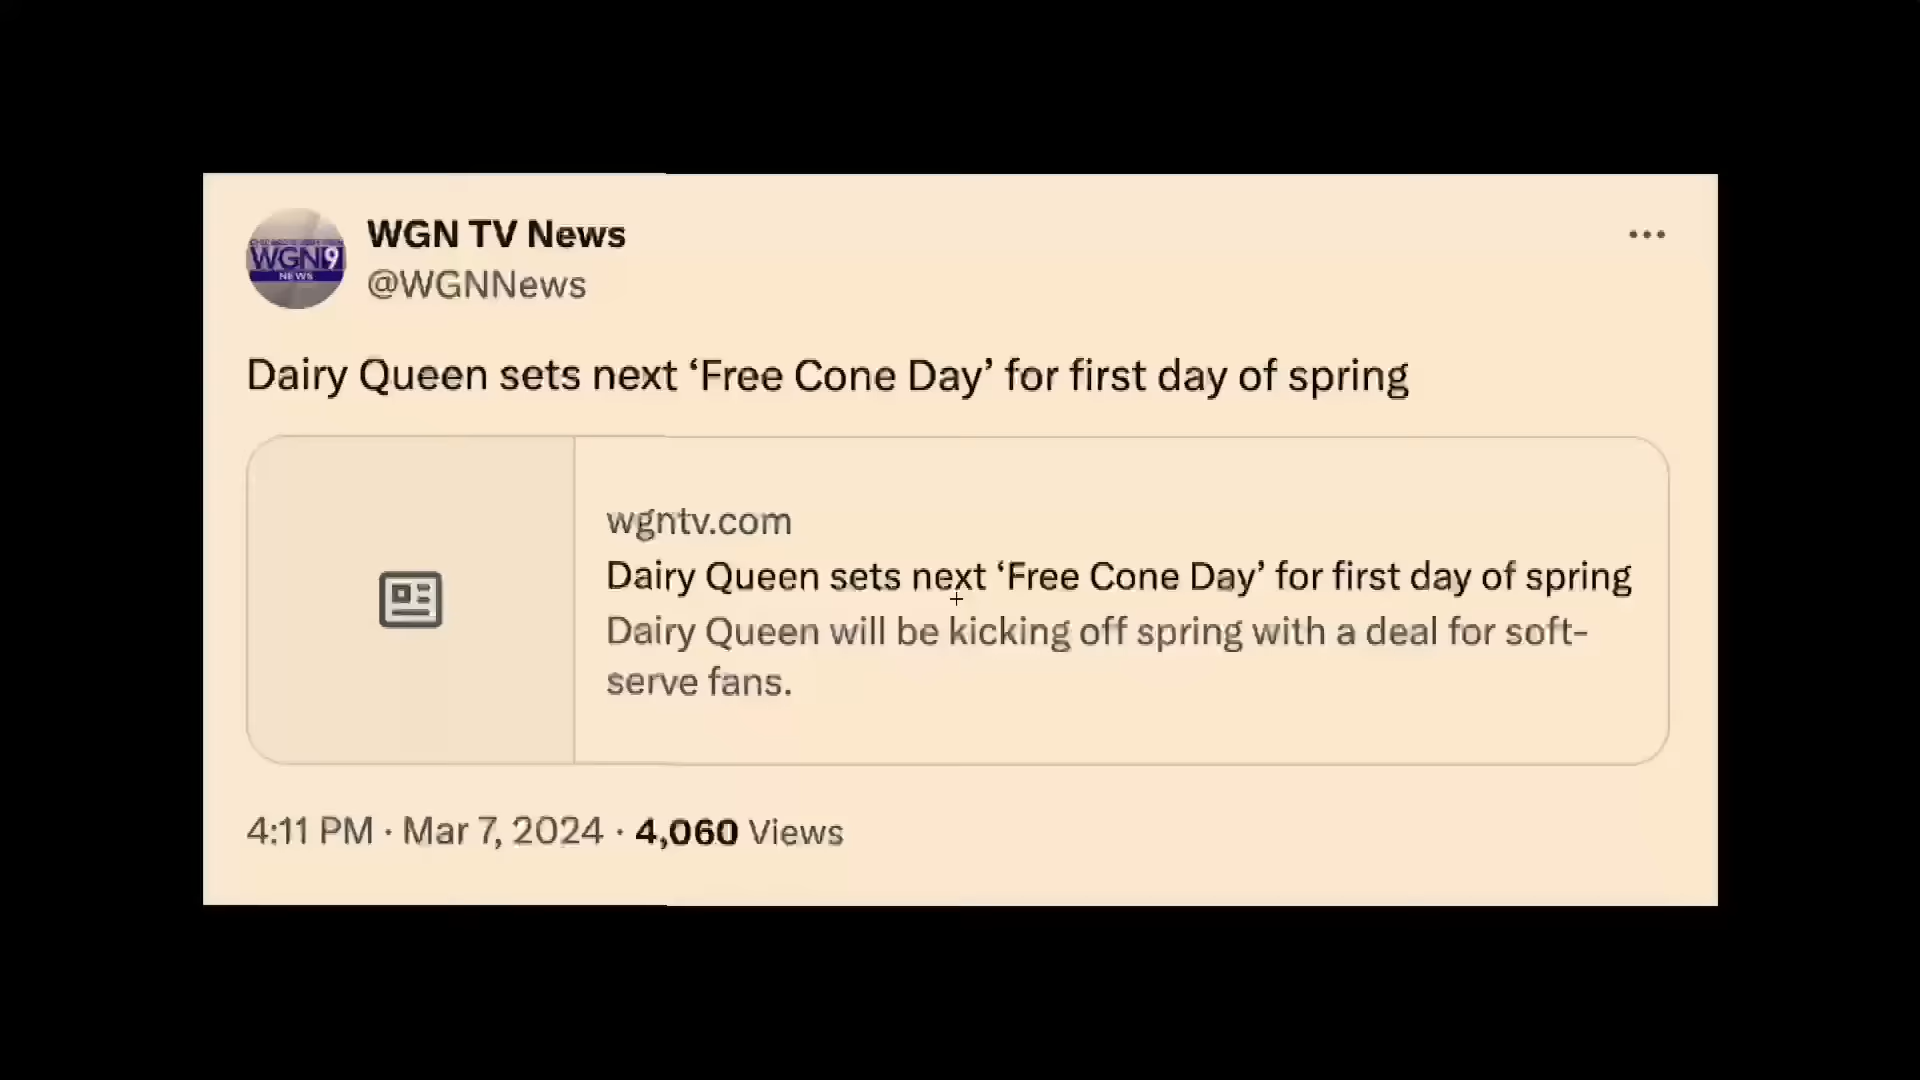 WGN9
NEWS
WGN TV News
@WGNNews
Dairy Queen sets next ‘Free Cone Day’ for first day of spring
wgntv.com
Dairy Queen sets next ‘Free Cone Day’ for first day of spring
Dairy Queen will be kicking off spring with a deal for soft-
serve fans.
4:11 PM · Mar 7, 2024 · 4,060 Views